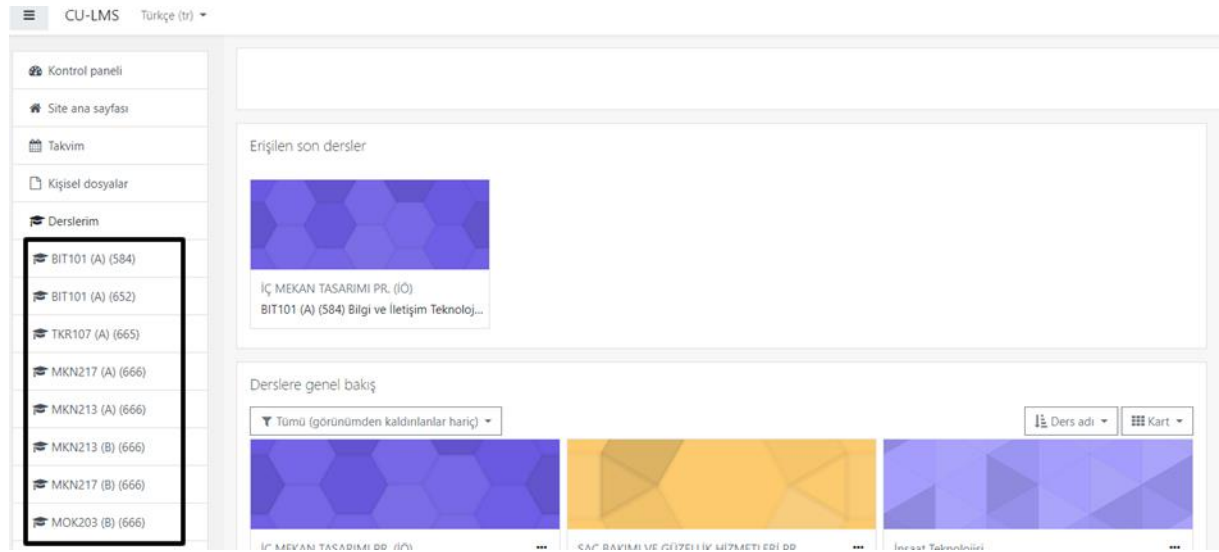 CU-LMS Türkçe (tr)
Kontrol paneli
Site ana sayfası
Takvim
Kişisel dosyalar
Derslerim
BIT101 (A) (584)
BIT101 (A) (652)
TKR107 (A) (665)
MKN217 (A) (666)
MKN213 (A) (666)
MKN213 (B) (666)
MKN217 (B) (666)
MOK203 (B) (666)
Erişilen son dersler
İÇ MEKAN TASARIMI PR. (İÖ)
BIT101 (A) (584) Bilgi ve İletişim Teknoloj...
Derslere genel bakış
Tümü (görünümden kaldırılanlar hariç)
Ders adı
Kart
İÇ MEKAN TASARIMI PR. (İÖ)
SAÇ BAKIMI VE GÜZELLİK HİZMETLERİ PR.
İnşaat Teknolojisi